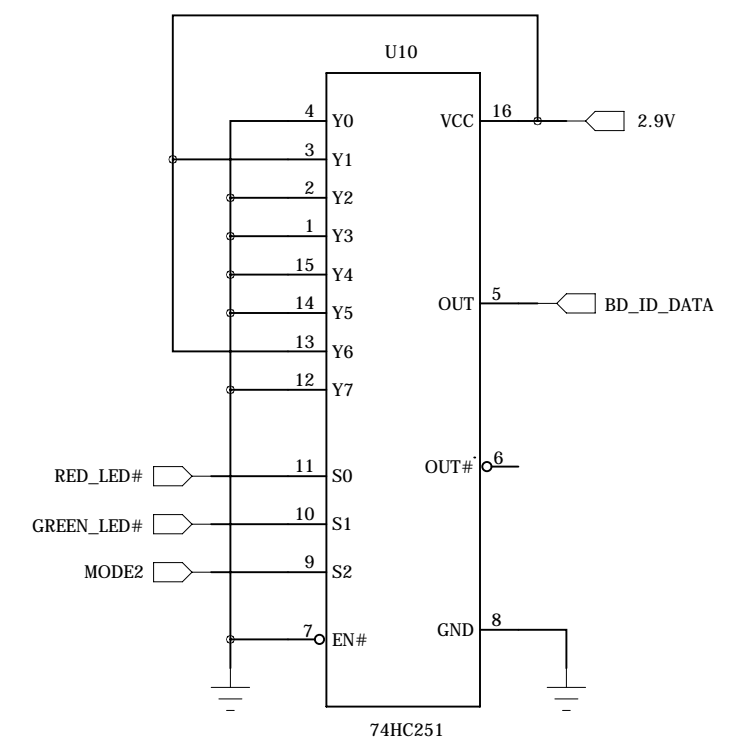 U10
4 Y0 VCC 16 2.9V
3 Y1
2 Y2
1 Y3
15 Y4
14 Y5 OUT 5 BD_ID_DATA
13 Y6
12 Y7
RED_LED# 11 S0 OUT# 6
GREEN_LED# 10 S1
MODE2 9 S2
7 EN# GND 8
74HC251